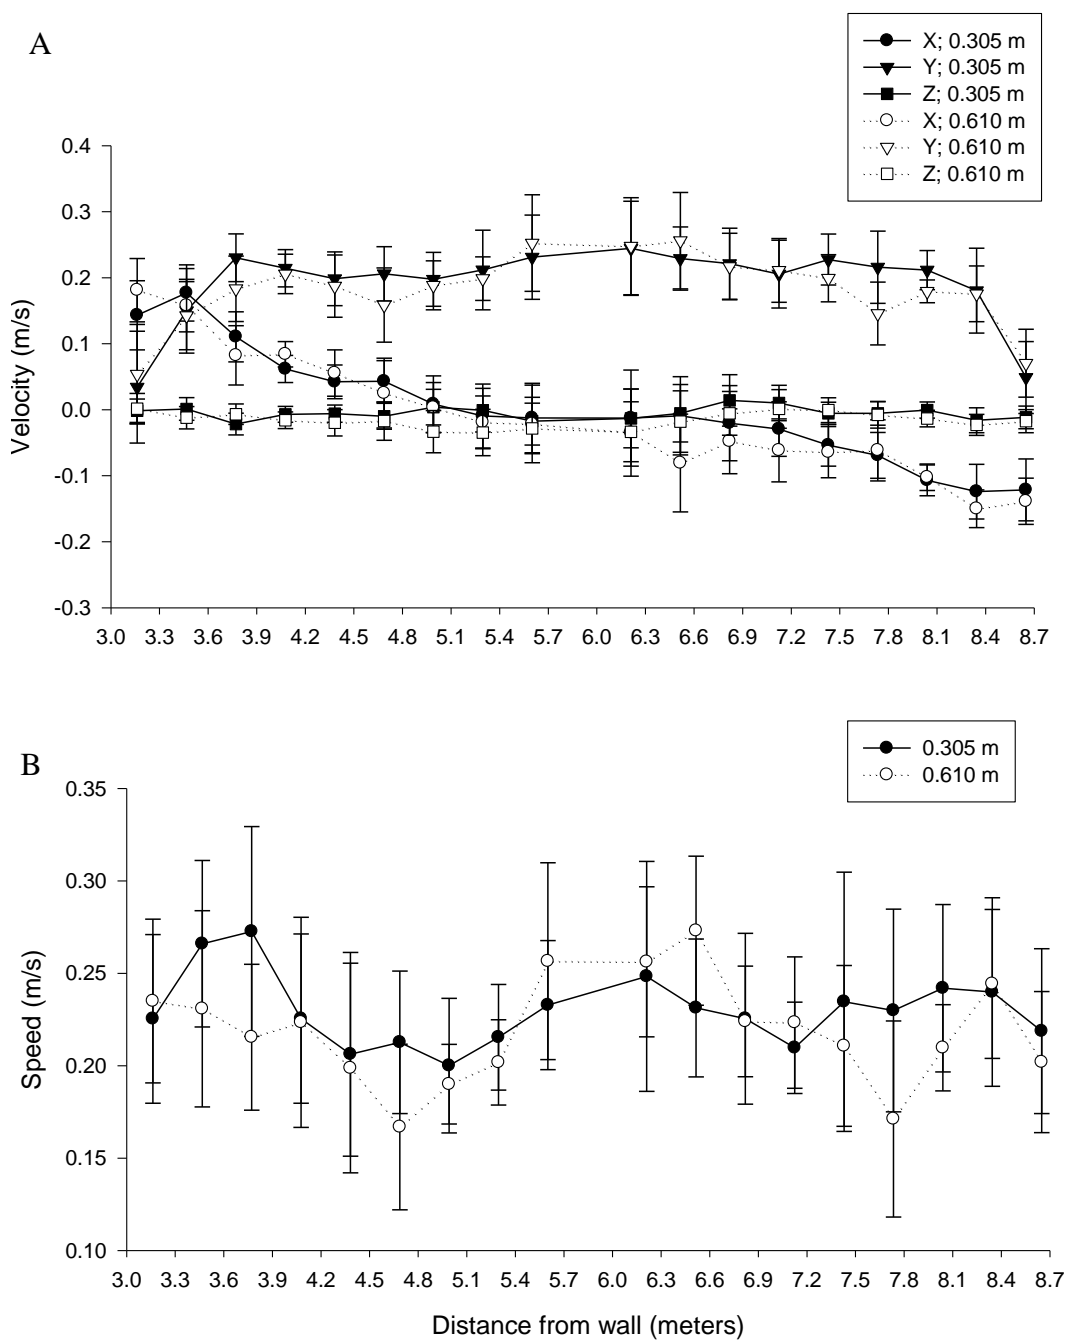 A
X; 0.305 m
Y; 0.305 m
Z; 0.305 m
X; 0.610 m
Y; 0.610 m
Z; 0.610 m
Velocity (m/s)
0.4
0.3
0.2
0.1
0.0
-0.1
-0.2
-0.3
3.0 3.3 3.6 3.9 4.2 4.5 4.8 5.1 5.4 5.7 6.0 6.3 6.6 6.9 7.2 7.5 7.8 8.1 8.4 8.7
B
0.305 m
0.610 m
Speed (m/s)
0.35
0.30
0.25
0.20
0.15
0.10
3.0 3.3 3.6 3.9 4.2 4.5 4.8 5.1 5.4 5.7 6.0 6.3 6.6 6.9 7.2 7.5 7.8 8.1 8.4 8.7
Distance from wall (meters)